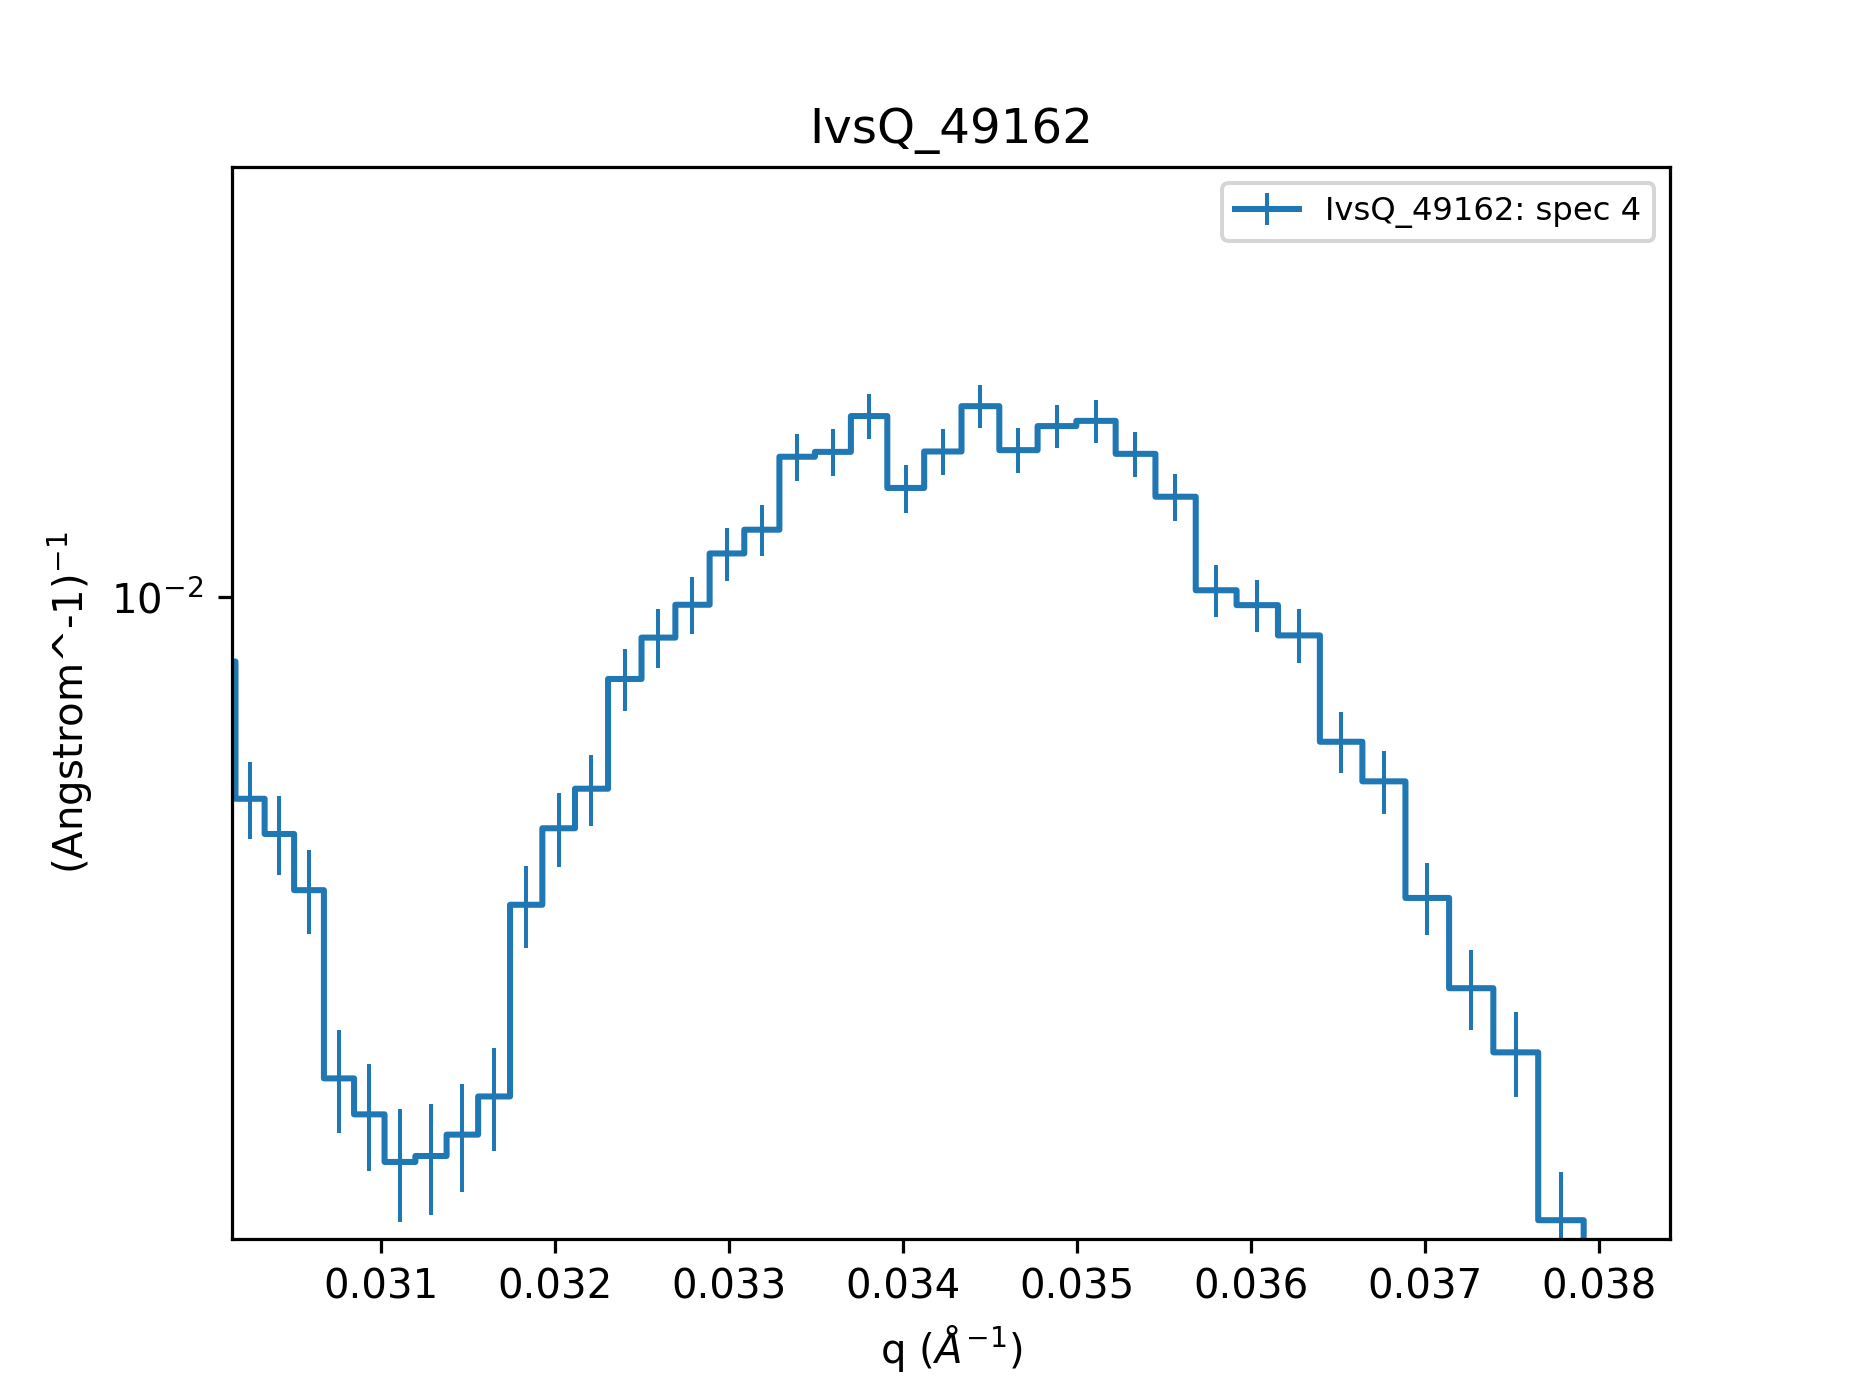 IvsQ_49162
IvsQ_49162: spec 4
(Angstrom^-1)⁻¹
10⁻²
0.031 0.032 0.033 0.034 0.035 0.036 0.037 0.038
q (Å⁻¹)